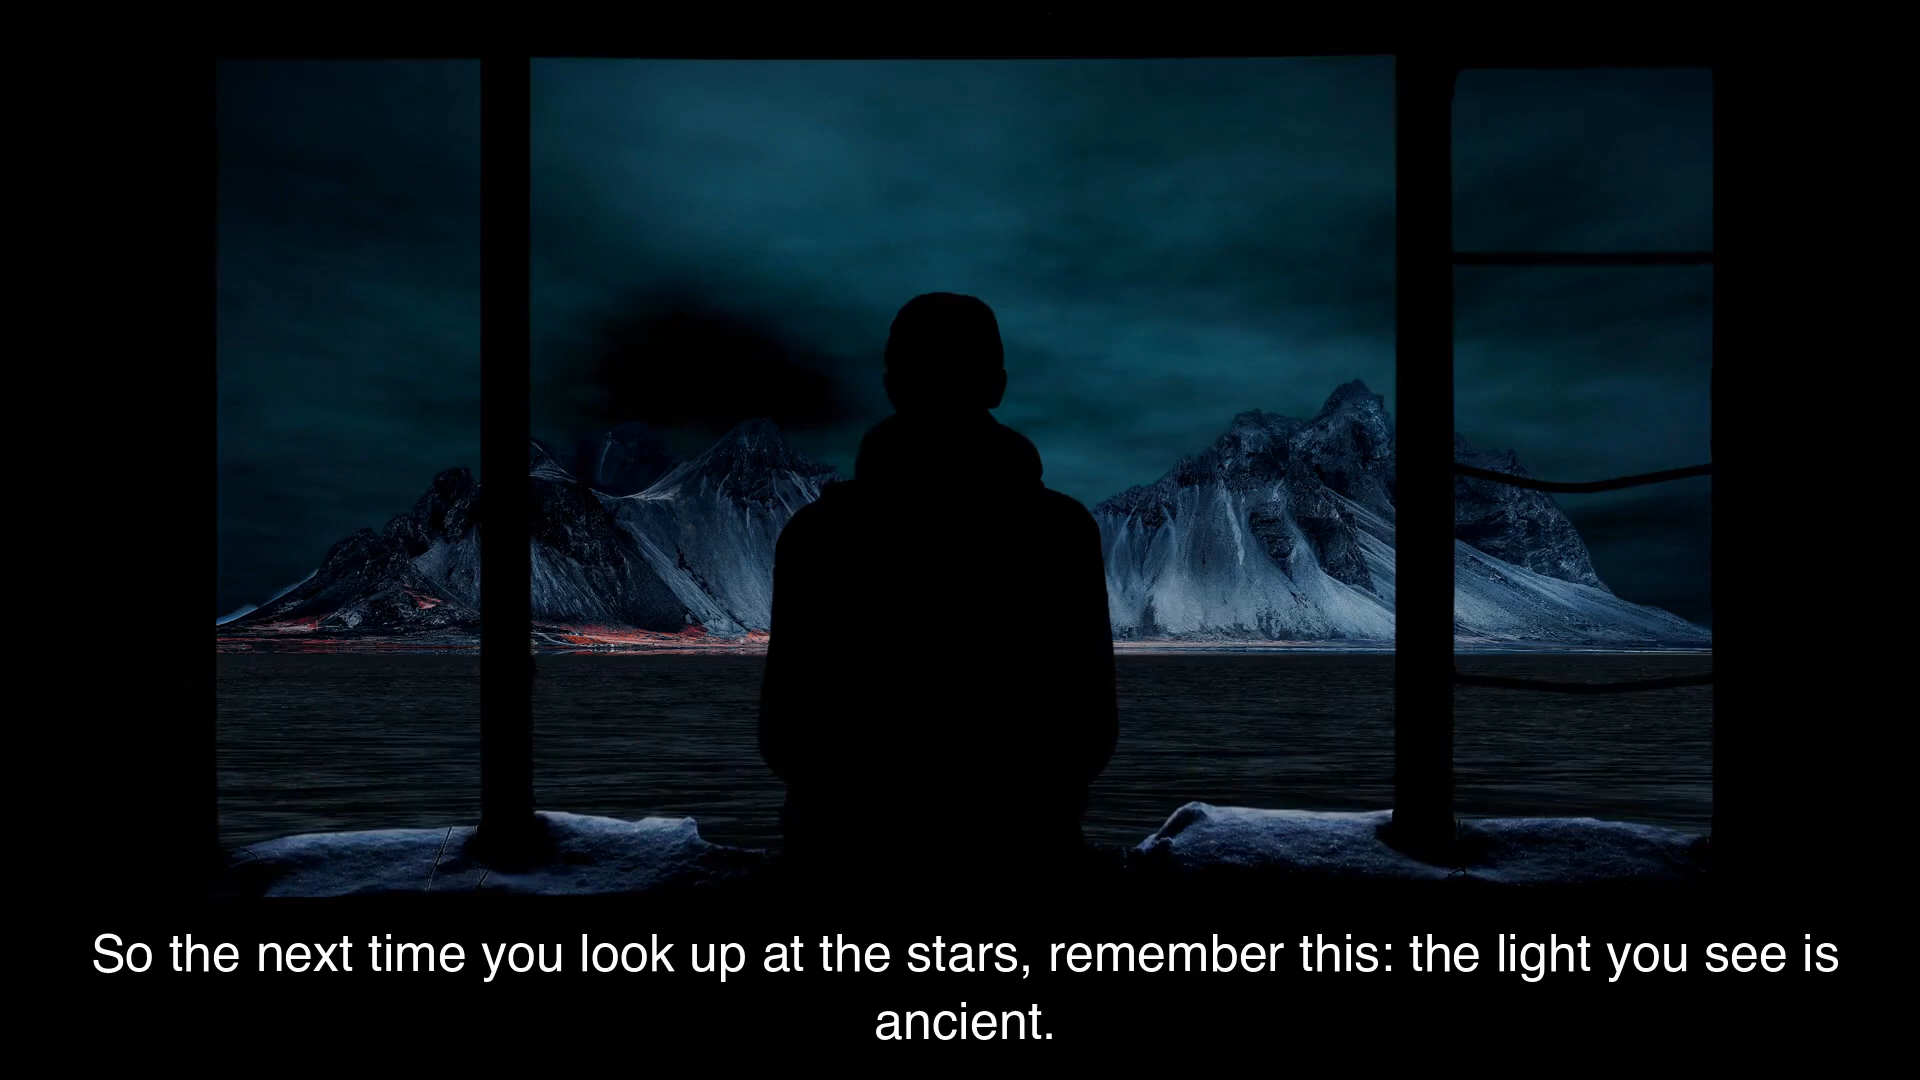 So the next time you look up at the stars, remember this: the light you see is
ancient.